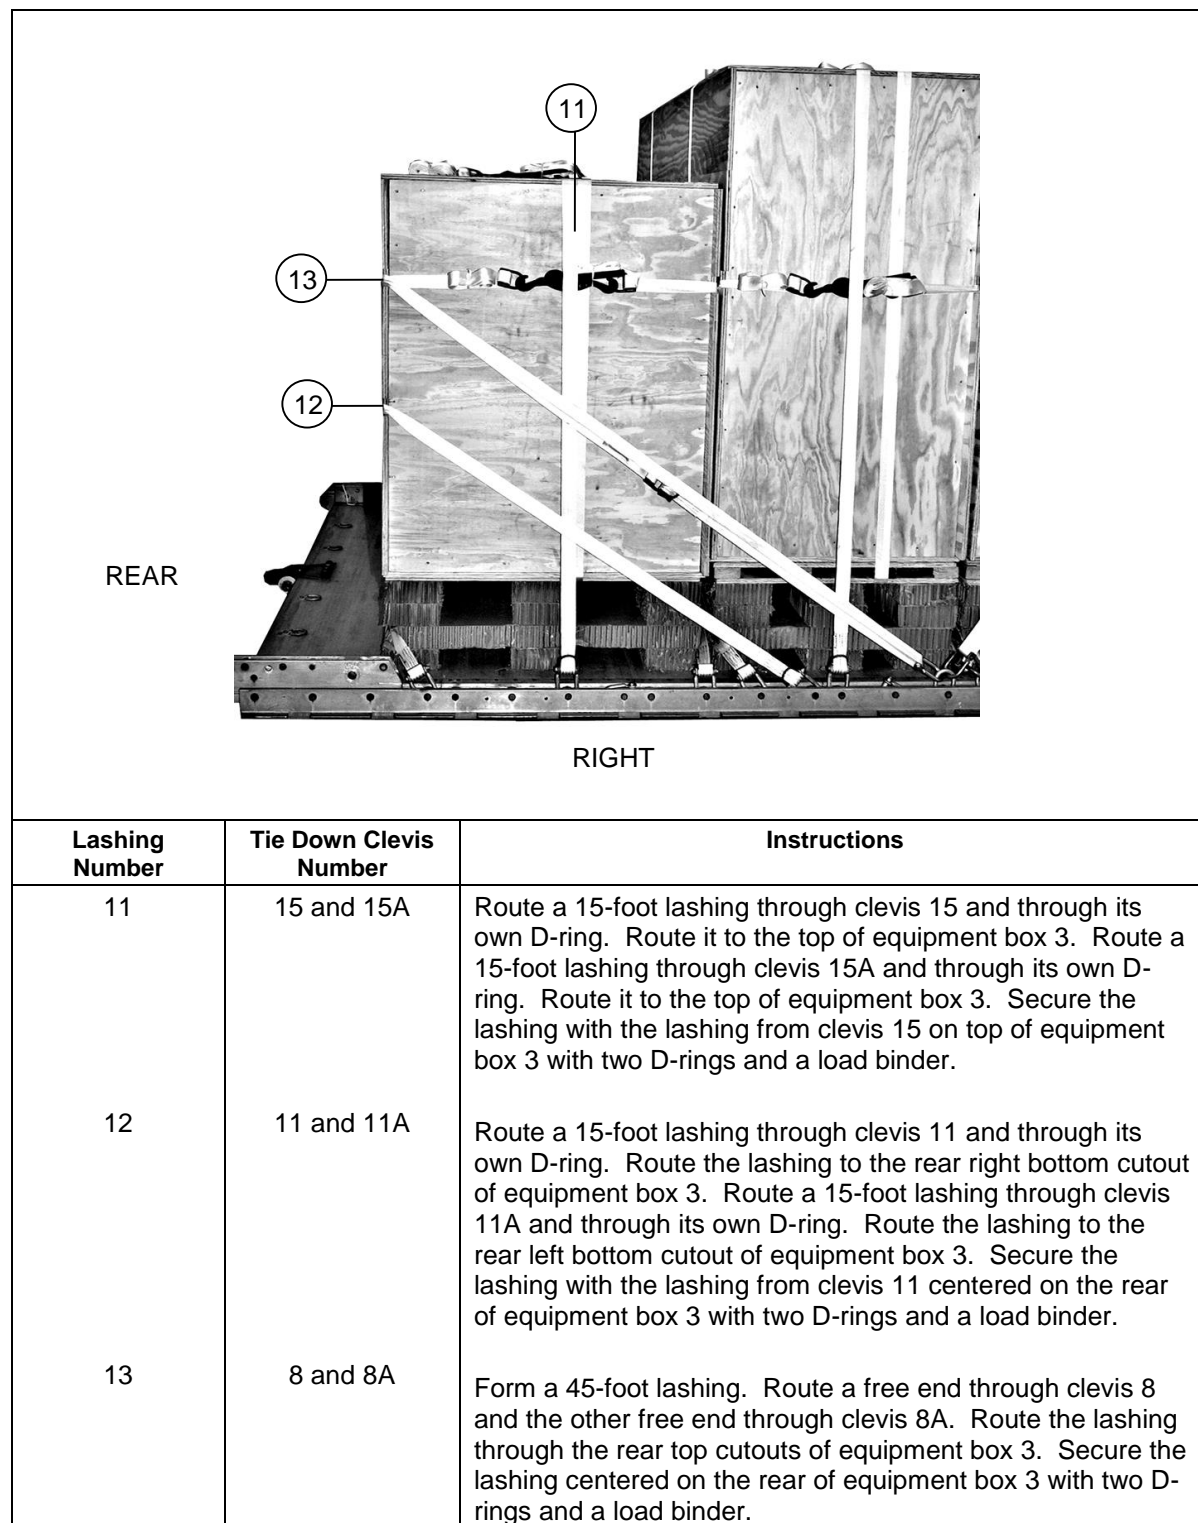 11
13
12
REAR
RIGHT
Lashing
Number
Tie Down Clevis
Number
Instructions
11
15 and 15A
Route a 15-foot lashing through clevis 15 and through its
own D-ring.  Route it to the top of equipment box 3.  Route a
15-foot lashing through clevis 15A and through its own D-
ring.  Route it to the top of equipment box 3.  Secure the
lashing with the lashing from clevis 15 on top of equipment
box 3 with two D-rings and a load binder.
12
11 and 11A
Route a 15-foot lashing through clevis 11 and through its
own D-ring.  Route the lashing to the rear right bottom cutout
of equipment box 3.  Route a 15-foot lashing through clevis
11A and through its own D-ring.  Route the lashing to the
rear left bottom cutout of equipment box 3.  Secure the
lashing with the lashing from clevis 11 centered on the rear
of equipment box 3 with two D-rings and a load binder.
13
8 and 8A
Form a 45-foot lashing.  Route a free end through clevis 8
and the other free end through clevis 8A.  Route the lashing
through the rear top cutouts of equipment box 3.  Secure the
lashing centered on the rear of equipment box 3 with two D-
rings and a load binder.